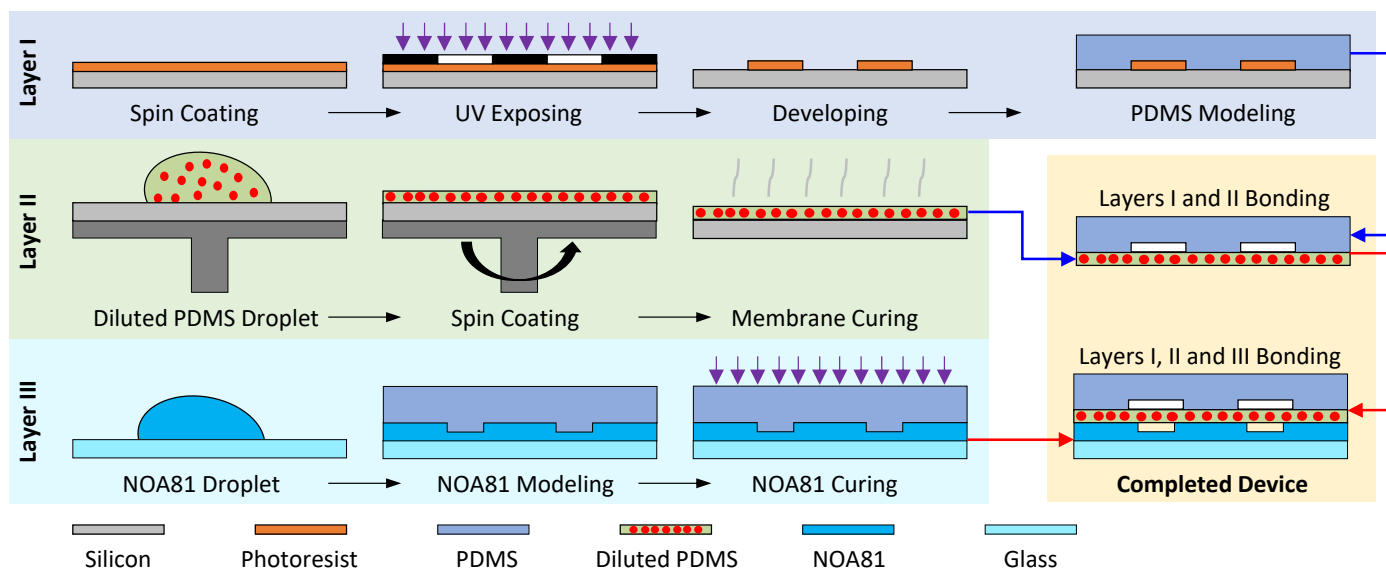 Layer I
Spin Coating
UV Exposing
Developing
PDMS Modeling
Layer II
Diluted PDMS Droplet
Spin Coating
Membrane Curing
Layers I and II Bonding
Layer III
NOA81 Droplet
NOA81 Modeling
NOA81 Curing
Layers I, II and III Bonding
Completed Device
Silicon
Photoresist
PDMS
Diluted PDMS
NOA81
Glass